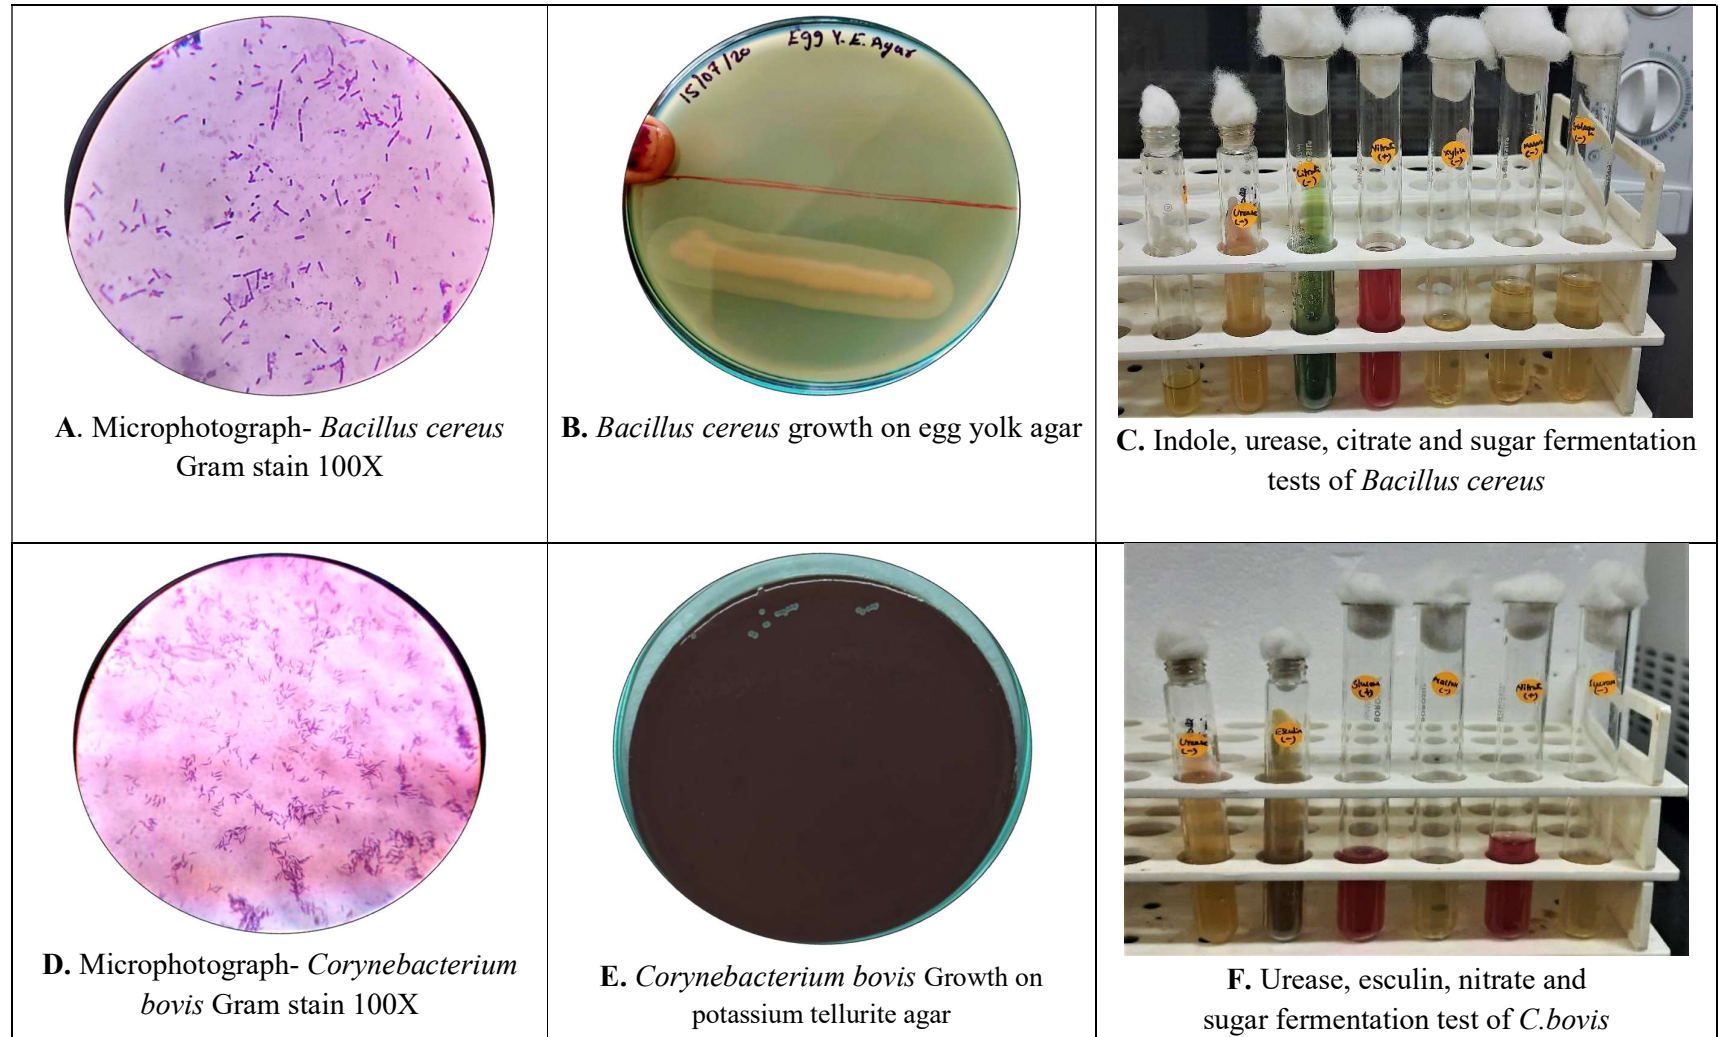 15/07/20
Egg Y. E. Agar
Urease
(-)
Citrate
(-)
Nitrate
(+)
Xylose
(-)
(-)
(-)
A. Microphotograph- Bacillus cereus
Gram stain 100X
B. Bacillus cereus growth on egg yolk agar
C. Indole, urease, citrate and sugar fermentation
tests of Bacillus cereus
Urease
(-)
Esculin
(-)
(+)
(-)
Nitrate
(+)
Sucrose
(-)
D. Microphotograph- Corynebacterium
bovis Gram stain 100X
E. Corynebacterium bovis Growth on
potassium tellurite agar
F. Urease, esculin, nitrate and
sugar fermentation test of C.bovis